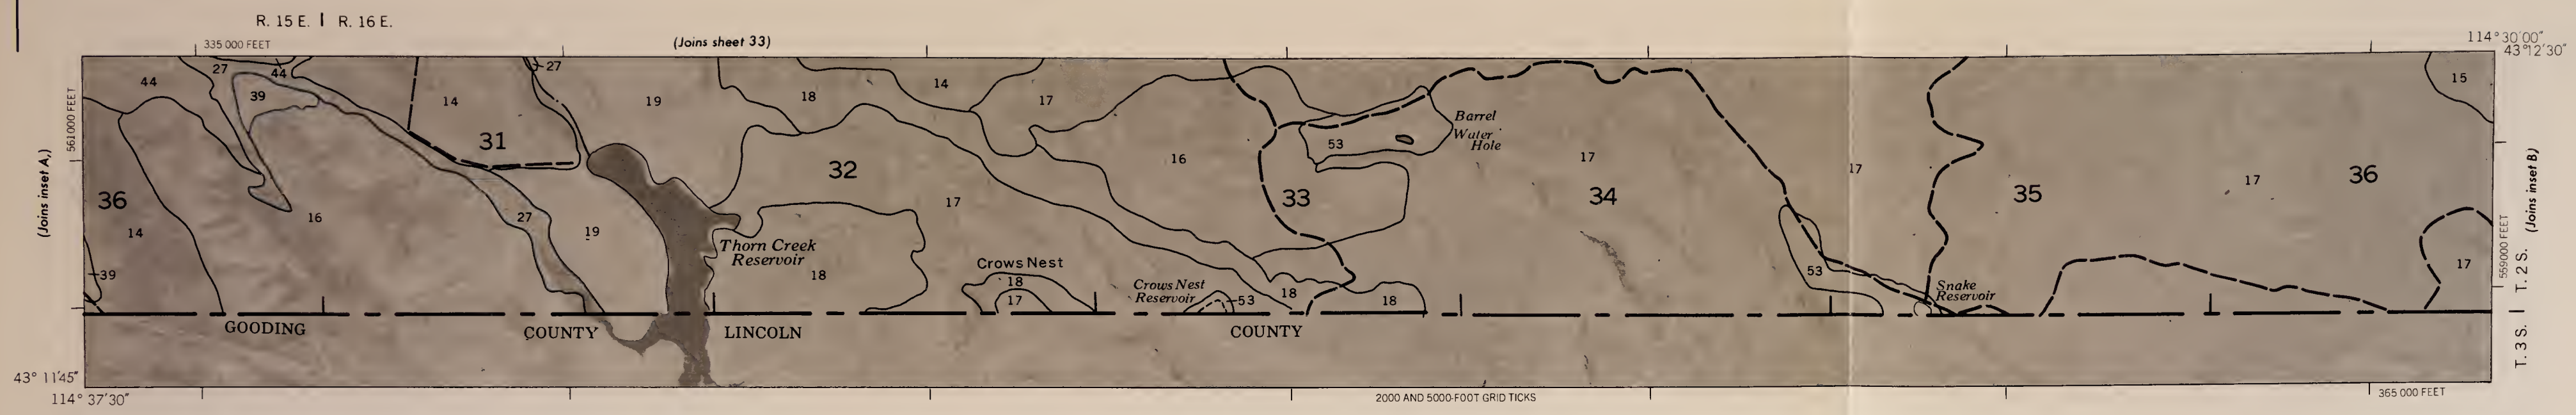 R. 15 E. | R. 16 E.
335 000 FEET
(Joins sheet 33)
114°30'00"
43°12'30"
44
27
44
27
39
14
31
19
18
14
17
15
561000 FEET
Barrel
Water
Hole
53
(Joins inset A,)
36
16
27
19
32
17
16
33
17
34
17
35
17
36
(Joins inset B)
14
39
16
Thorn Creek
Reservoir
18
Crows Nest
18
17
Crows Nest
Reservoir
53
18
18
53
Snake
Reservoir
17
559000 FEET
T. 3 S. | T. 2 S.
GOODING COUNTY LINCOLN COUNTY
43° 11'45"
114° 37'30"
2000 AND 5000-FOOT GRID TICKS
365 000 FEET